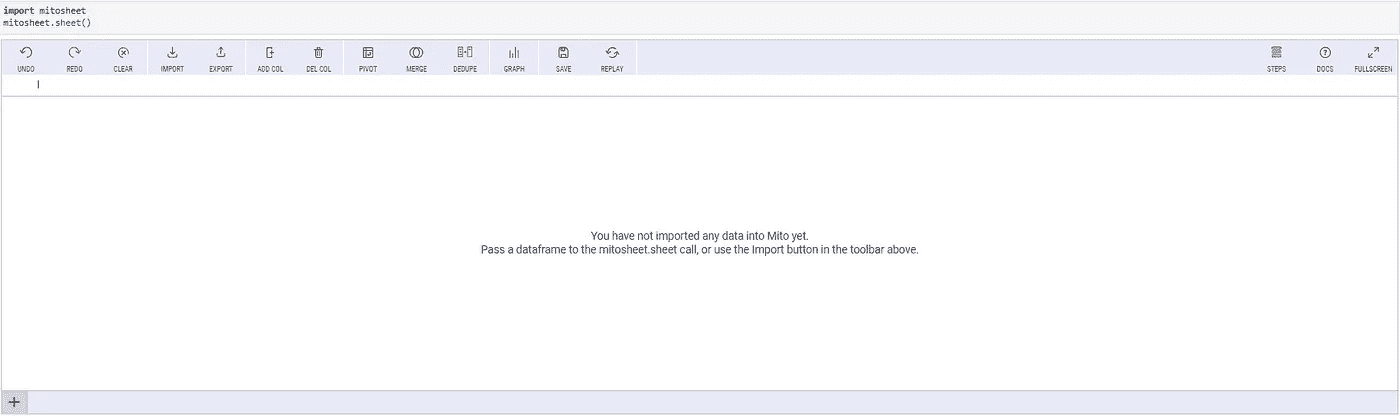 import mitosheet
mitosheet.sheet()
UNDO REDO CLEAR IMPORT EXPORT ADD COL DEL COL PIVOT MERGE DEDUPE GRAPH SAVE REPLAY STEPS DOCS FULLSCREEN
You have not imported any data into Mito yet.
Pass a dataframe to the mitosheet.sheet call, or use the Import button in the toolbar above.